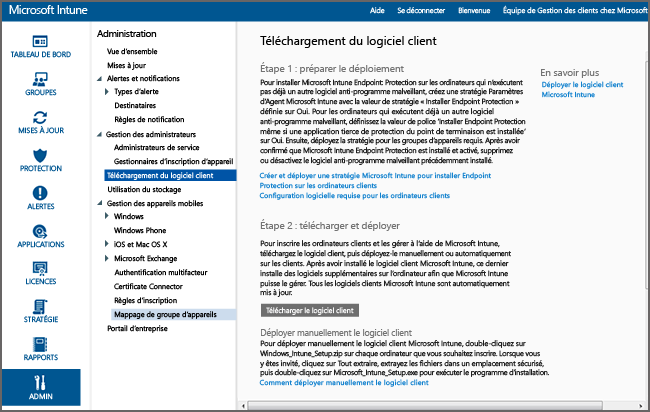 Microsoft Intune
Aide
Se déconnecter
Bienvenue
Équipe de Gestion des clients chez Microsoft
TABLEAU DE BORD
GROUPES
MISES À JOUR
PROTECTION
ALERTES
APPLICATIONS
LICENCES
STRATÉGIE
RAPPORTS
ADMIN
Administration
Vue d'ensemble
Mises à jour
Alertes et notifications
Types d'alerte
Destinataires
Règles de notification
Gestion des administrateurs
Administrateurs de service
Gestionnaires d'inscription d'appareil
Téléchargement du logiciel client
Utilisation du stockage
Gestion des appareils mobiles
Windows
Windows Phone
iOS et Mac OS X
Microsoft Exchange
Authentification multifacteur
Certificate Connector
Règles d'inscription
Mappage de groupe d'appareils
Portail d'entreprise
Téléchargement du logiciel client
Étape 1 : préparer le déploiement
Pour installer Microsoft Intune Endpoint Protection sur les ordinateurs qui n'exécutent
pas déjà un autre logiciel anti-programme malveillant, créez une stratégie Paramètres
d'Agent Microsoft Intune avec la valeur de stratégie « Installer Endpoint Protection »
définie sur Oui. Pour les ordinateurs qui exécutent déjà un autre logiciel
anti-programme malveillant, définissez la valeur de police 'Installer Endpoint Protection
même si une application tierce de protection du point de terminaison est installée'
sur Oui. Ensuite, déployez la stratégie pour les groupes d'appareils requis. Après avoir
confirmé que Microsoft Intune Endpoint Protection est installé et activé, supprimez
ou désactivez le logiciel anti-programme malveillant précédemment installé.
Créer et déployer une stratégie Microsoft Intune pour installer Endpoint
Protection sur les ordinateurs clients
Configuration logicielle requise pour les ordinateurs clients
Étape 2 : télécharger et déployer
Pour inscrire les ordinateurs clients et les gérer à l'aide de Microsoft Intune,
téléchargez le logiciel client, puis déployez-le manuellement ou automatiquement
sur les clients. Après avoir installé le logiciel client Microsoft Intune, ce dernier
installe des logiciels supplémentaires sur l'ordinateur afin que Microsoft Intune
puisse le gérer. Tous les logiciels clients Microsoft Intune sont automatiquement
mis à jour.
Télécharger le logiciel client
Déployer manuellement le logiciel client
Pour déployer manuellement le logiciel client Microsoft Intune, double-cliquez sur
Windows_Intune_Setup.zip sur chaque ordinateur que vous souhaitez inscrire. Lorsque vous
y êtes invité, cliquez sur Tout extraire, extrayez les fichiers dans un emplacement sécurisé,
puis double-cliquez sur Microsoft_Intune_Setup.exe pour exécuter le programme d'installation.
Comment déployer manuellement le logiciel client
En savoir plus
Déployer le logiciel client
Microsoft Intune